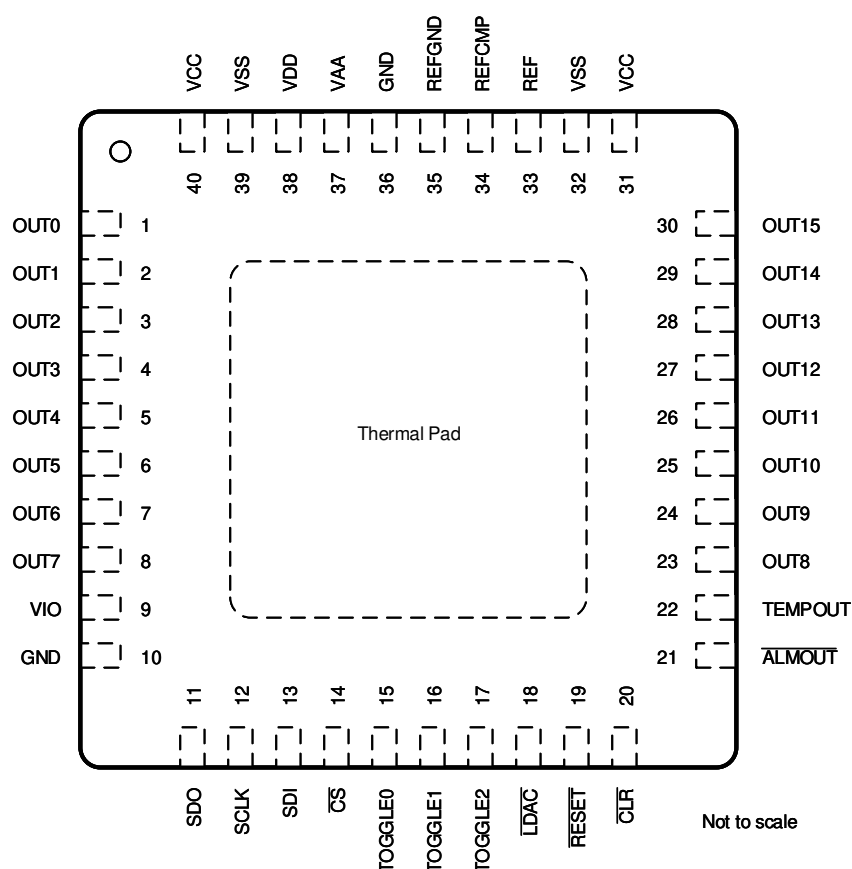 VCC VSS VDD VAA GND REFGND REFCMP REF VSS VCC
40 39 38 37 36 35 34 33 32 31
OUT0 1 30 OUT15
OUT1 2 29 OUT14
OUT2 3 28 OUT13
OUT3 4 27 OUT12
OUT4 5 26 OUT11
Thermal Pad
OUT5 6 25 OUT10
OUT6 7 24 OUT9
OUT7 8 23 OUT8
VIO 9 22 TEMPOUT
GND 10 21 ALMOUT
11 12 13 14 15 16 17 18 19 20
SDO SCLK SDI CS TOGGLE0 TOGGLE1 TOGGLE2 LDAC RESET CLR
Not to scale